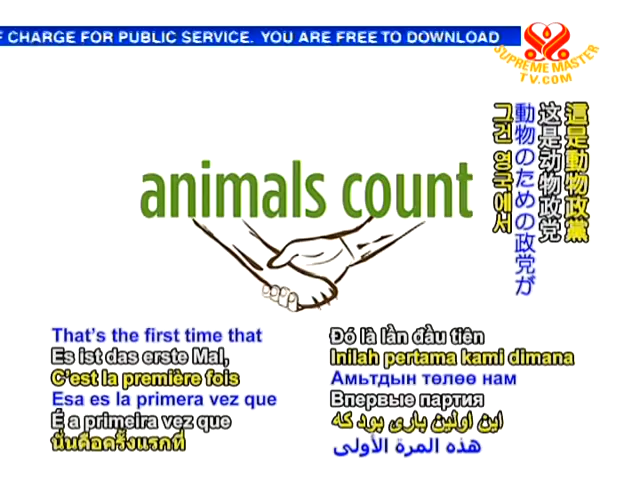 F CHARGE FOR PUBLIC SERVICE. YOU ARE FREE TO DOWNLOAD
SUPREME MASTER
TV.COM
animals count
這是動物政黨
这是动物政党
動物のための政党が
그건 영국에서
That's the first time that
Es ist das erste Mal,
C'est la première fois
Esa es la primera vez que
É a primeira vez que
นั่นคือครั้งแรกที่
Đó là lần đầu tiên
Inilah pertama kami dimana
Амьтдын төлөө нам
Впервые партия
این اولین باری بود که
هذه المرة الأولى